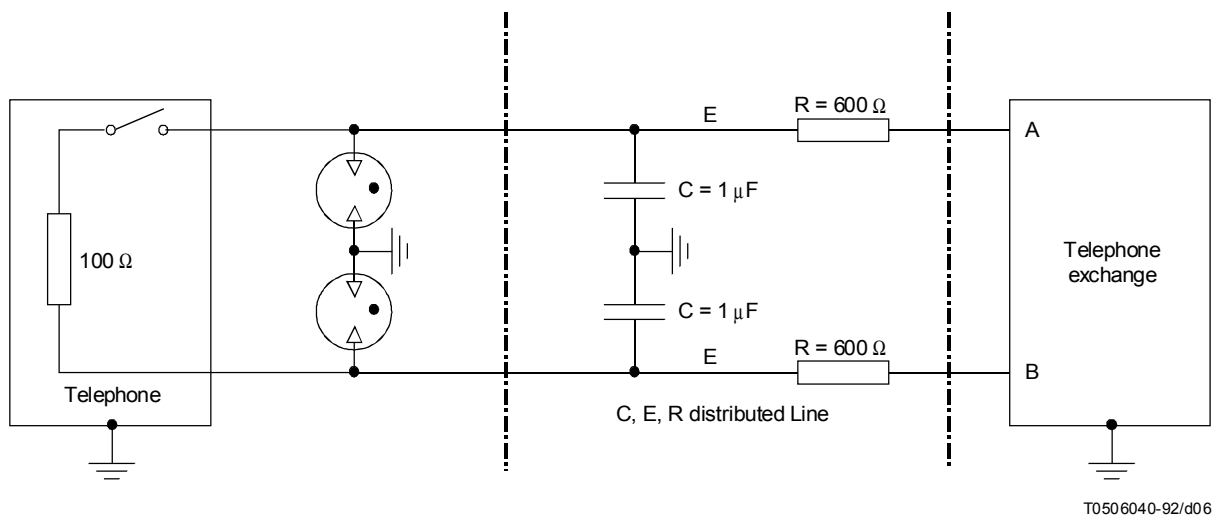 R = 600 Ω
E
A
C = 1 μF
100 Ω
Telephone
exchange
C = 1 μF
R = 600 Ω
E
B
Telephone
C, E, R distributed Line
T0506040-92/d06